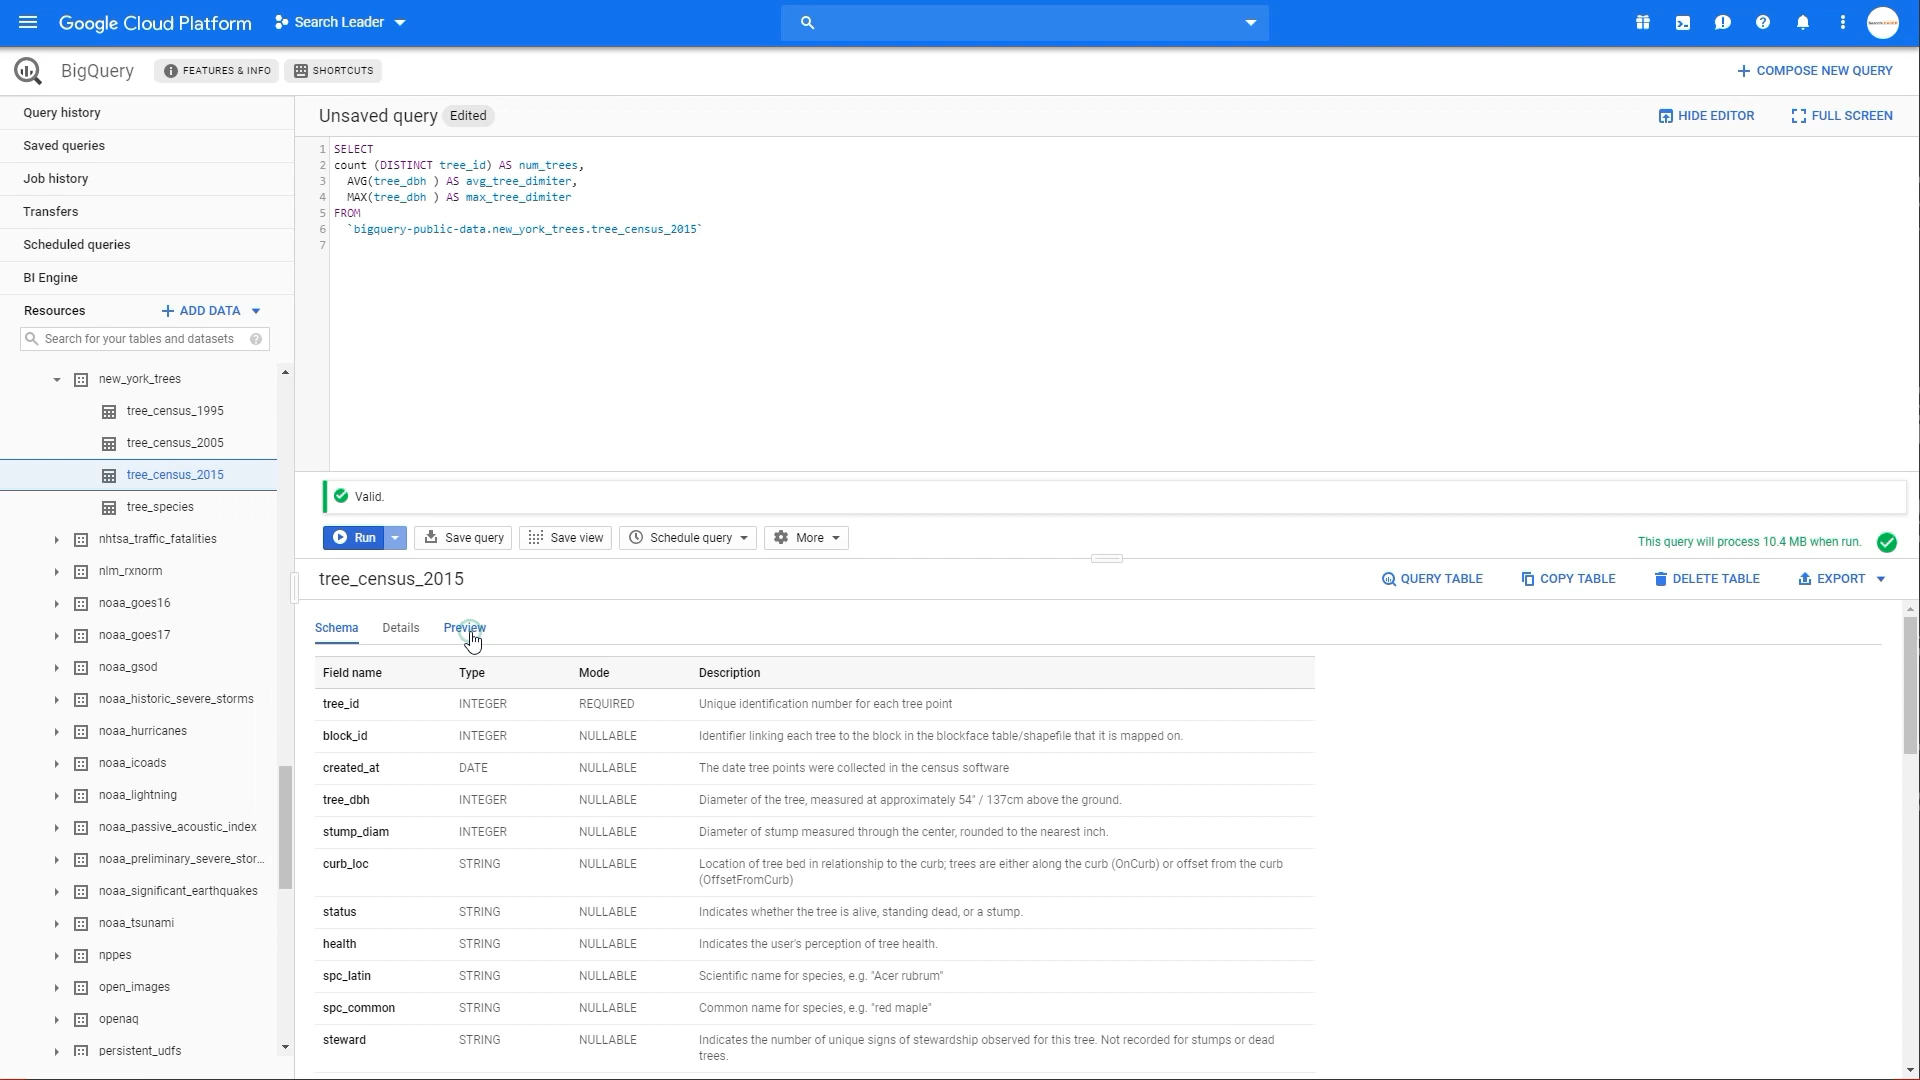 Google Cloud Platform
Search Leader
BigQuery
FEATURES & INFO
SHORTCUTS
COMPOSE NEW QUERY
Query history
Saved queries
Job history
Transfers
Scheduled queries
BI Engine
Resources
ADD DATA
Search for your tables and datasets
new_york_trees
tree_census_1995
tree_census_2005
tree_census_2015
tree_species
nhtsa_traffic_fatalities
nlm_rxnorm
noaa_goes16
noaa_goes17
noaa_gsod
noaa_historic_severe_storms
noaa_hurricanes
noaa_icoads
noaa_lightning
noaa_passive_acoustic_index
noaa_preliminary_severe_stor...
noaa_significant_earthquakes
noaa_tsunami
nppes
open_images
openaq
persistent_udfs
Unsaved query Edited
HIDE EDITOR
FULL SCREEN
1 SELECT
2 count (DISTINCT tree_id) AS num_trees,
3 AVG(tree_dbh ) AS avg_tree_dimiter,
4 MAX(tree_dbh ) AS max_tree_dimiter
5 FROM
6 `bigquery-public-data.new_york_trees.tree_census_2015`
7
Valid.
Run
Save query
Save view
Schedule query
More
This query will process 10.4 MB when run.
tree_census_2015
QUERY TABLE
COPY TABLE
DELETE TABLE
EXPORT
Schema Details Preview
Field name Type Mode Description
tree_id INTEGER REQUIRED Unique identification number for each tree point
block_id INTEGER NULLABLE Identifier linking each tree to the block in the blockface table/shapefile that it is mapped on.
created_at DATE NULLABLE The date tree points were collected in the census software
tree_dbh INTEGER NULLABLE Diameter of the tree, measured at approximately 54" / 137cm above the ground.
stump_diam INTEGER NULLABLE Diameter of stump measured through the center, rounded to the nearest inch.
curb_loc STRING NULLABLE Location of tree bed in relationship to the curb; trees are either along the curb (OnCurb) or offset from the curb
(OffsetFromCurb)
status STRING NULLABLE Indicates whether the tree is alive, standing dead, or a stump.
health STRING NULLABLE Indicates the user's perception of tree health.
spc_latin STRING NULLABLE Scientific name for species, e.g. "Acer rubrum"
spc_common STRING NULLABLE Common name for species, e.g. "red maple"
steward STRING NULLABLE Indicates the number of unique signs of stewardship observed for this tree. Not recorded for stumps or dead
trees.